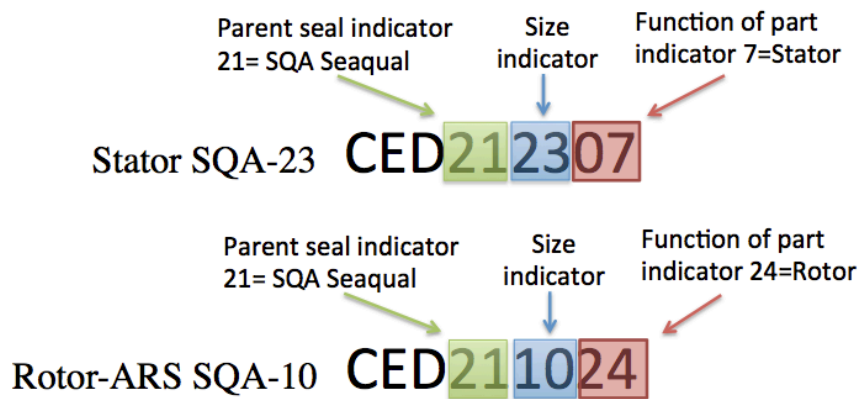 Parent seal indicator
21= SQA Seaqual
Size
indicator
Function of part
indicator 7=Stator
Stator SQA-23 CED212307
Parent seal indicator
21= SQA Seaqual
Size
indicator
Function of part
indicator 24=Rotor
Rotor-ARS SQA-10 CED211024